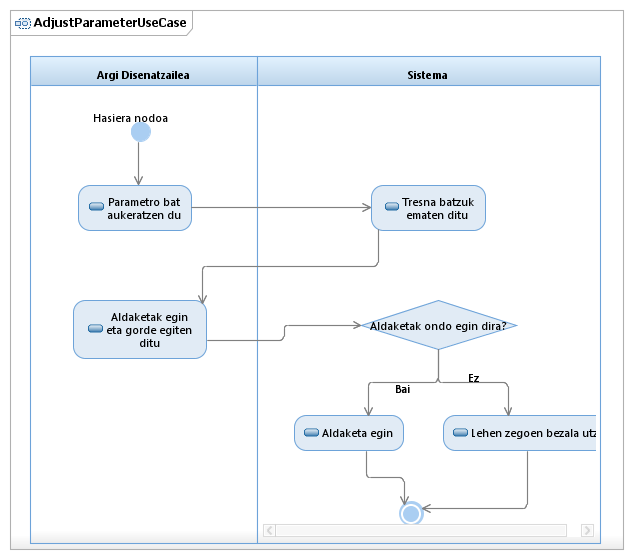 AdjustParameterUseCase
Argi Disenatzailea
Sistema
Hasiera nodoa
Parametro bat
aukeratzen du
Tresna batzuk
ematen ditu
Aldaketak egin
eta gorde egiten
ditu
Aldaketak ondo egin dira?
Bai
Ez
Aldaketa egin
Lehen zegoen bezala utz